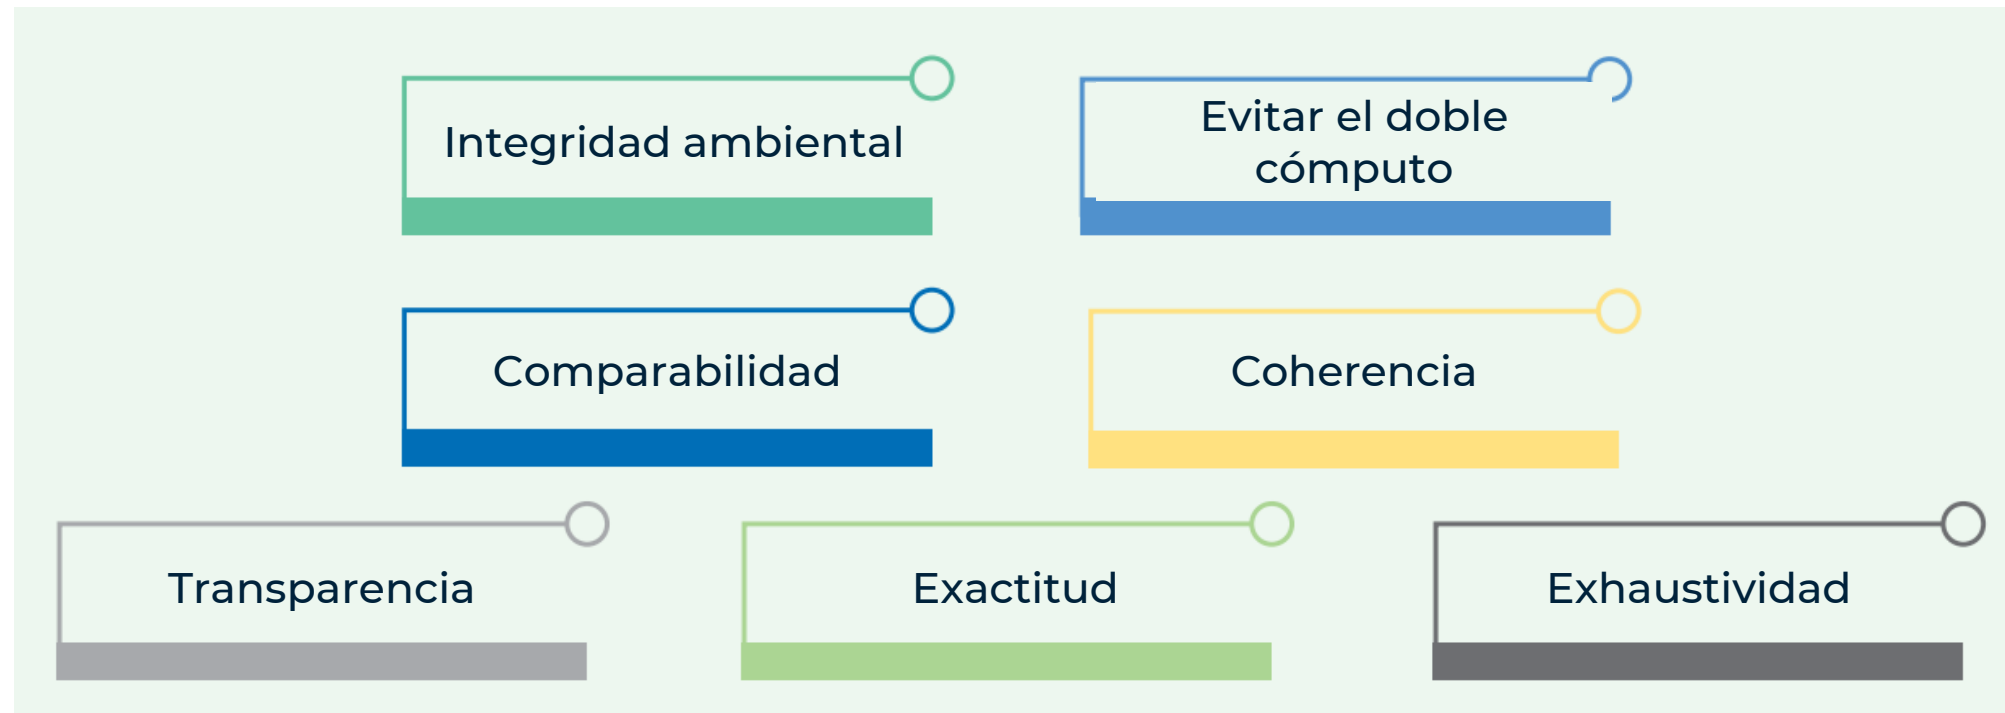 Integridad ambiental
Evitar el doble
cómputo
Comparabilidad
Coherencia
Transparencia
Exactitud
Exhaustividad